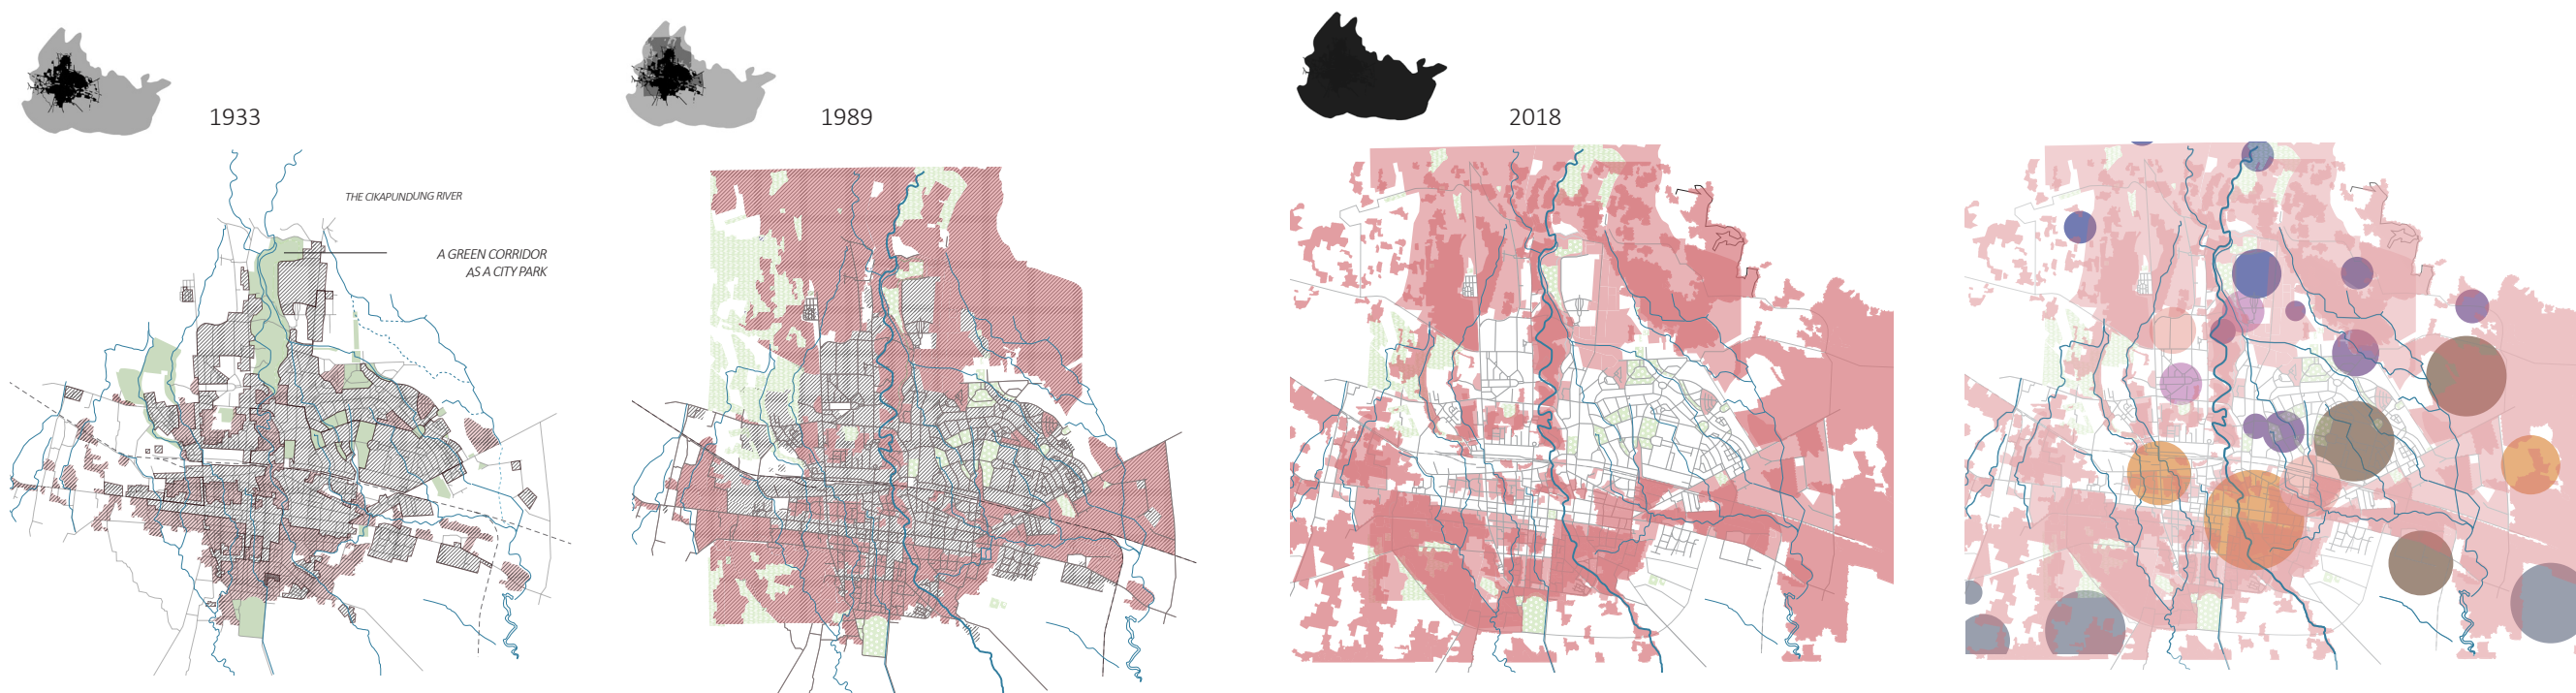 1933
THE CIKAPUNDUNG RIVER
A GREEN CORRIDOR
AS A CITY PARK
1989
2018